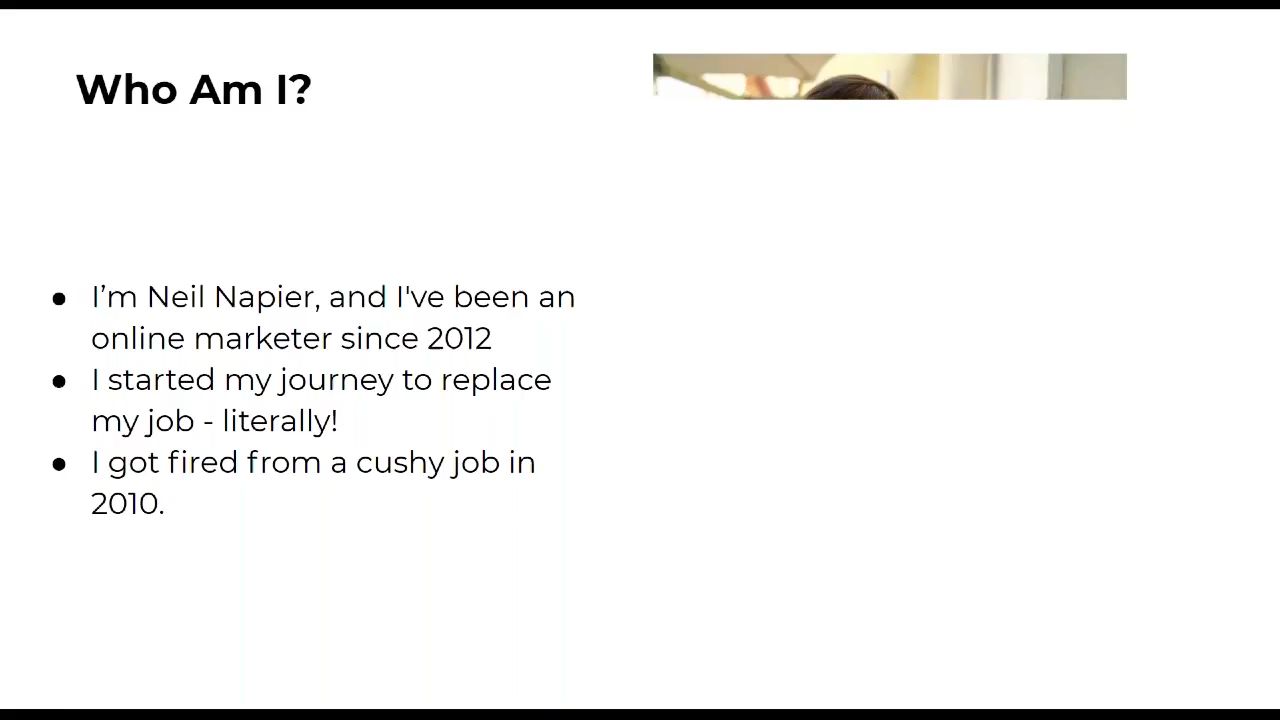 Who Am I?
● I’m Neil Napier, and I've been an
online marketer since 2012
● I started my journey to replace
my job - literally!
● I got fired from a cushy job in
2010.